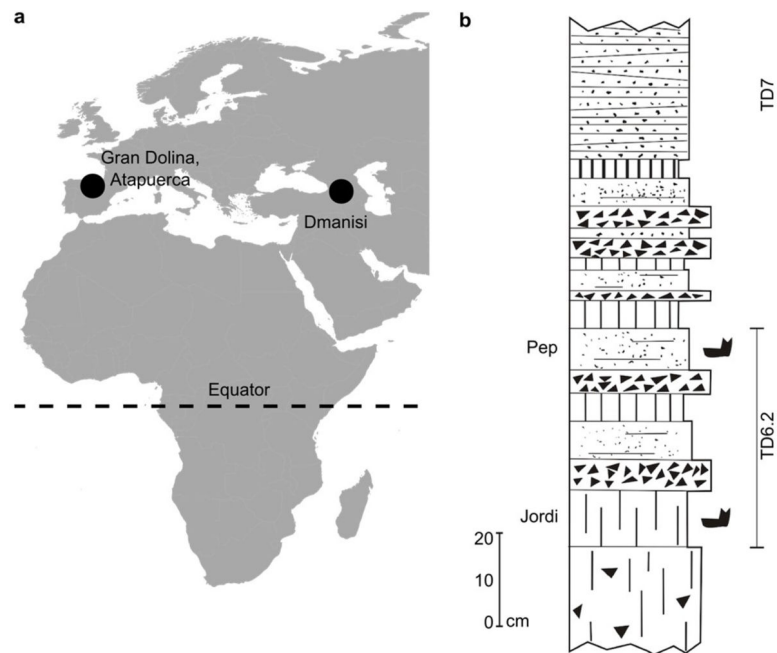 a
Gran Dolina,
Atapuerca
Dmanisi
Equator
b
TD7
Pep
TD6.2
Jordi
20
10
0 cm